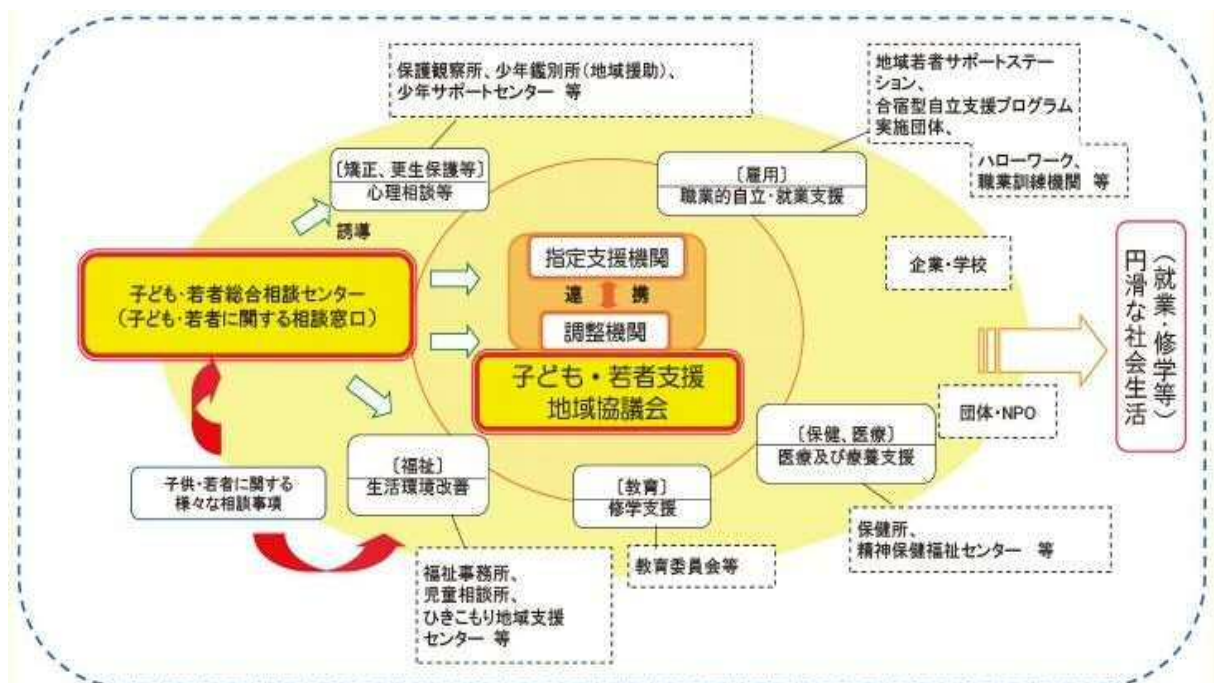 保護観察所、少年鑑別所（地域援助）、
少年サポートセンター 等
地域若者サポートステー
ション、
合宿型自立支援プログラム
実施団体、
ハローワーク、
職業訓練機関 等
〔矯正、更生保護等〕
心理相談等
〔雇用〕
職業的自立・就業支援
誘導
指定支援機関
連 携
調整機関
子ども・若者支援
地域協議会
子ども・若者総合相談センター
（子ども・若者に関する相談窓口）
企業・学校
団体・NPO
円滑な社会生活
（就業・修学等）
〔保健、医療〕
医療及び療養支援
〔福祉〕
生活環境改善
〔教育〕
修学支援
子供・若者に関する
様々な相談事項
保健所、
精神保健福祉センター 等
教育委員会等
福祉事務所、
児童相談所、
ひきこもり地域支援
センター 等